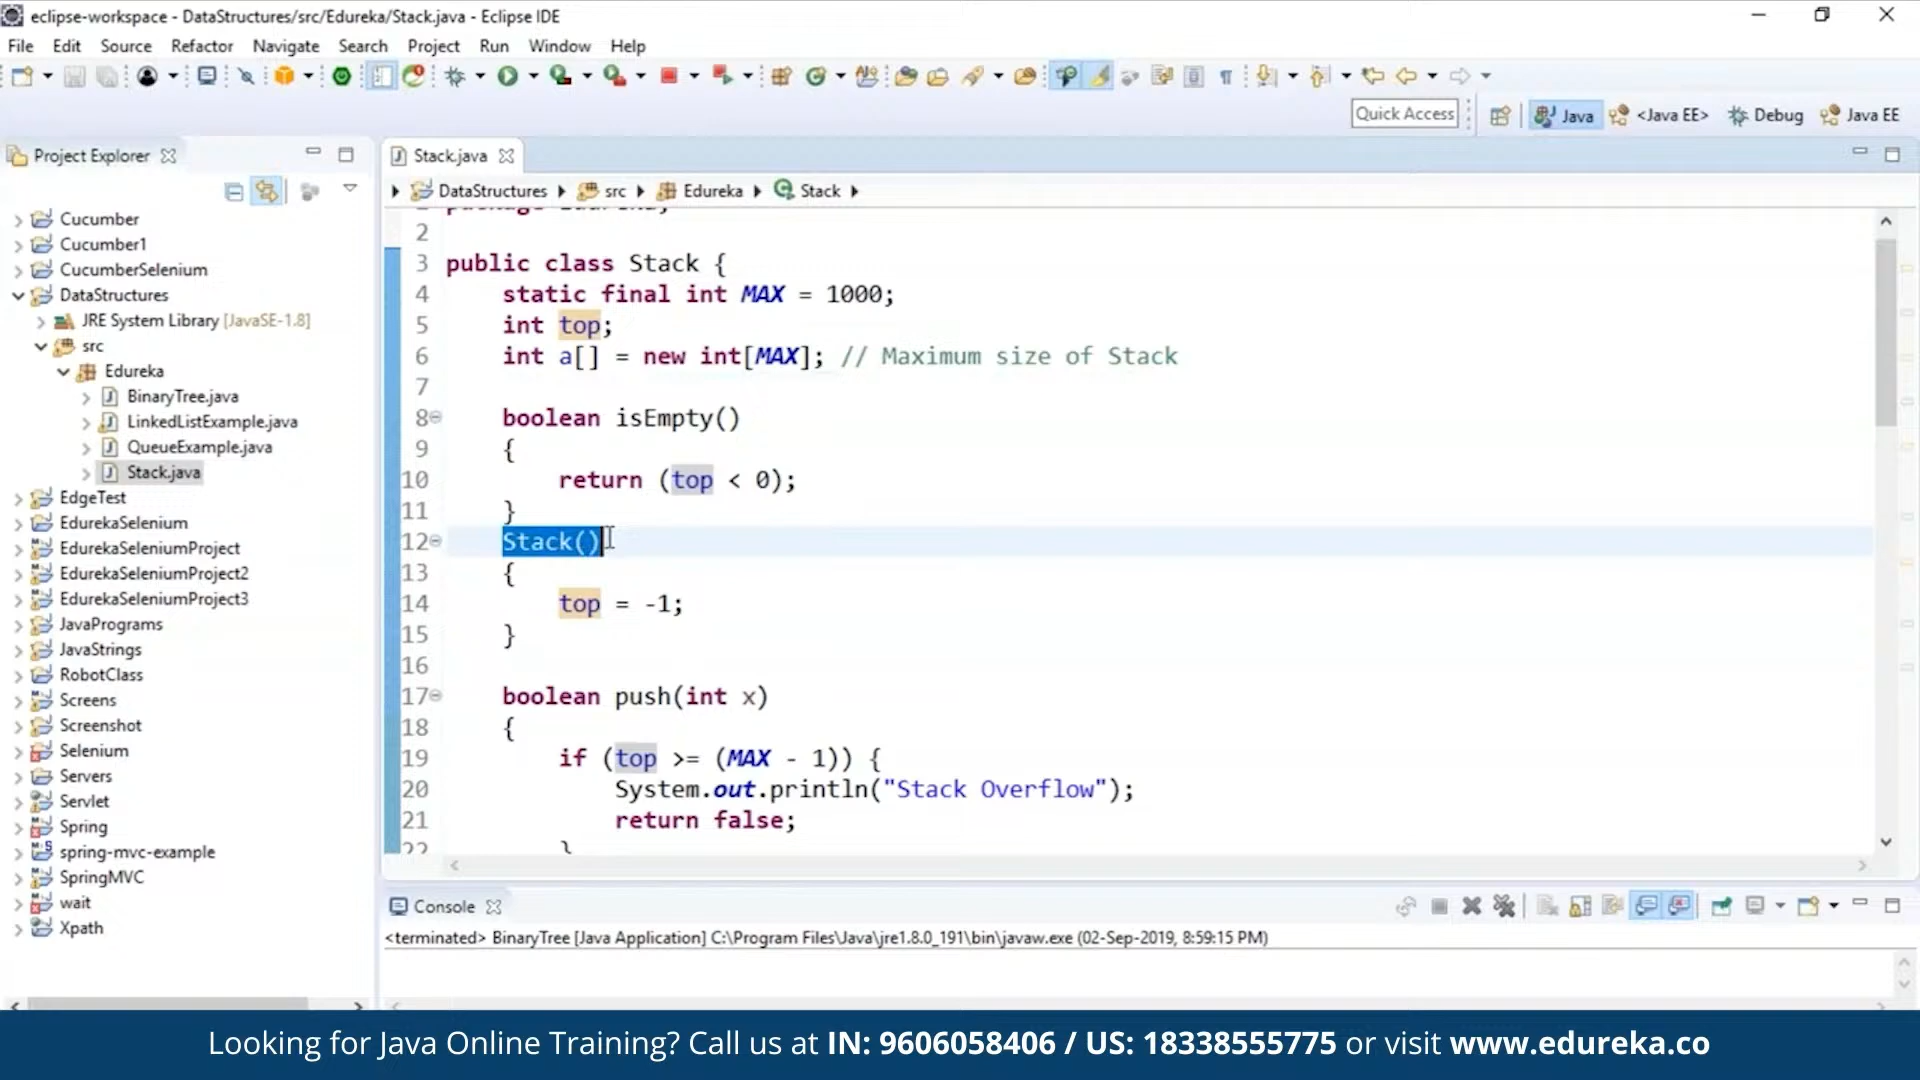 eclipse-workspace - DataStructures/src/Edureka/Stack.java - Eclipse IDE
File Edit Source Refactor Navigate Search Project Run Window Help
Quick Access Java <Java EE> Debug Java EE
Project Explorer
Cucumber
Cucumber1
CucumberSelenium
DataStructures
JRE System Library [JavaSE-1.8]
src
Edureka
BinaryTree.java
LinkedListExample.java
QueueExample.java
Stack.java
EdgeTest
EdurekaSelenium
EdurekaSeleniumProject
EdurekaSeleniumProject2
EdurekaSeleniumProject3
JavaPrograms
JavaStrings
RobotClass
Screens
Screenshot
Selenium
Servers
Servlet
Spring
spring-mvc-example
SpringMVC
wait
Xpath
Stack.java
DataStructures src Edureka Stack
2
3 public class Stack {
4 static final int MAX = 1000;
5 int top;
6 int a[] = new int[MAX]; // Maximum size of Stack
7
8 boolean isEmpty()
9 {
10 return (top < 0);
11 }
12 Stack()
13 {
14 top = -1;
15 }
16
17 boolean push(int x)
18 {
19 if (top >= (MAX - 1)) {
20 System.out.println("Stack Overflow");
21 return false;
22 }
Console
<terminated> BinaryTree [Java Application] C:\Program Files\Java\jre1.8.0_191\bin\javaw.exe (02-Sep-2019, 8:59:15 PM)
Looking for Java Online Training? Call us at IN: 9606058406 / US: 18338555775 or visit www.edureka.co